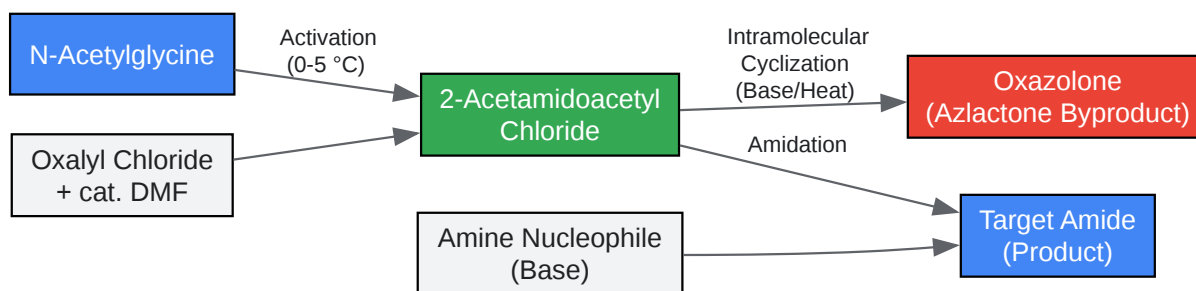 N-Acetylglycine
Activation
(0-5 °C)
Oxalyl Chloride
+ cat. DMF
2-Acetamidoacetyl
Chloride
Intramolecular
Cyclization
(Base/Heat)
Oxazolone
(Azlactone Byproduct)
Amidation
Amine Nucleophile
(Base)
Target Amide
(Product)